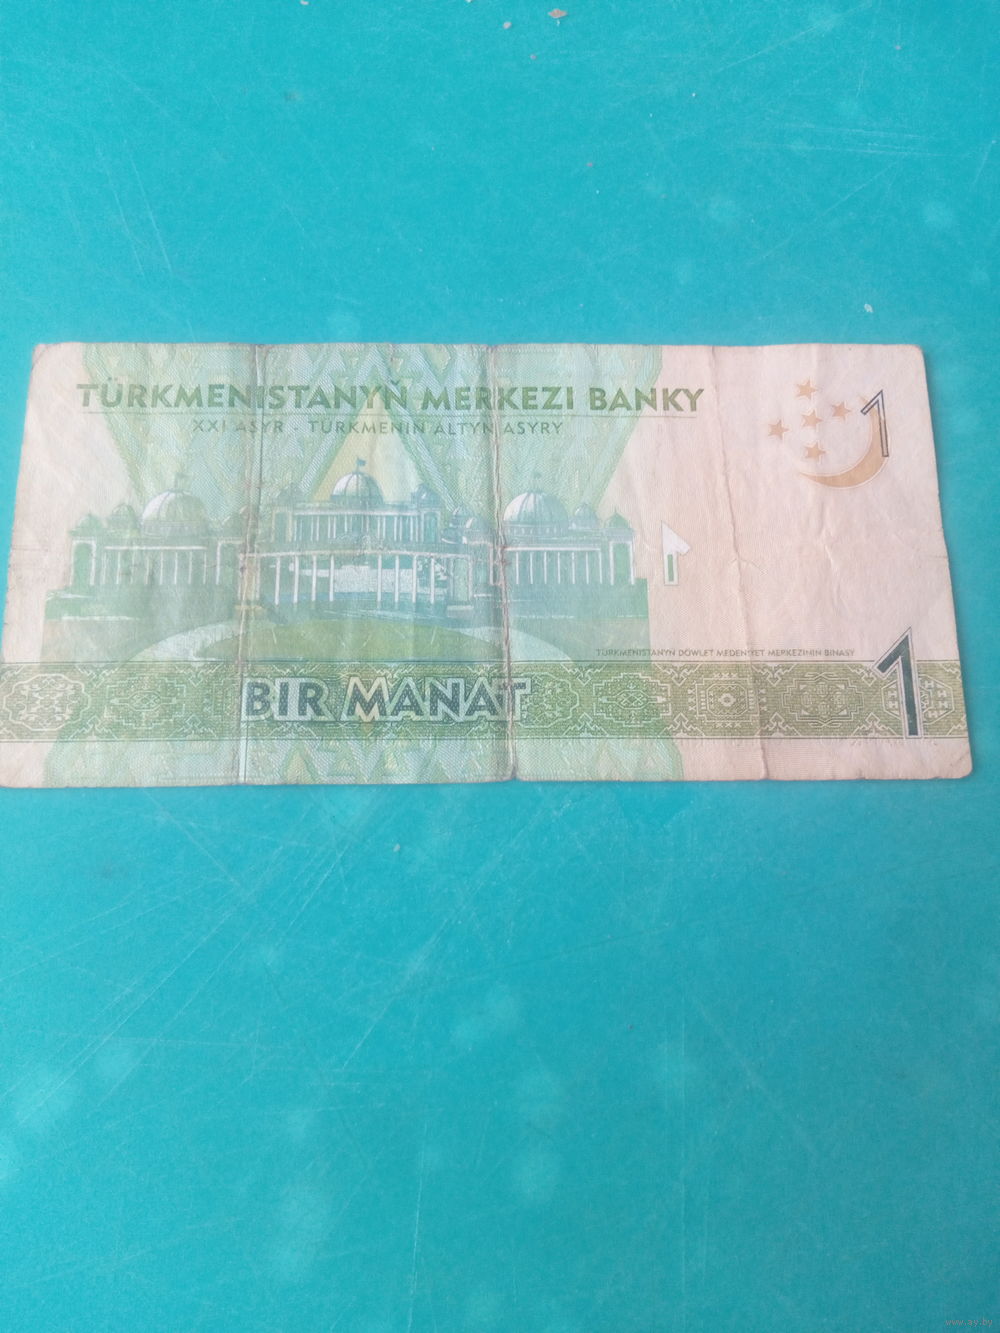 TÜRKMENISTANYŇ MERKEZI BANKY
XXI ASYR - TÜRKMENIŇ ALTYN ASYRY
1
1
TÜRKMENISTANYŇ DÖWLET MEDENIÝET MERKEZINIŇ BINASY
1
BIR MANAT
www.ay.by